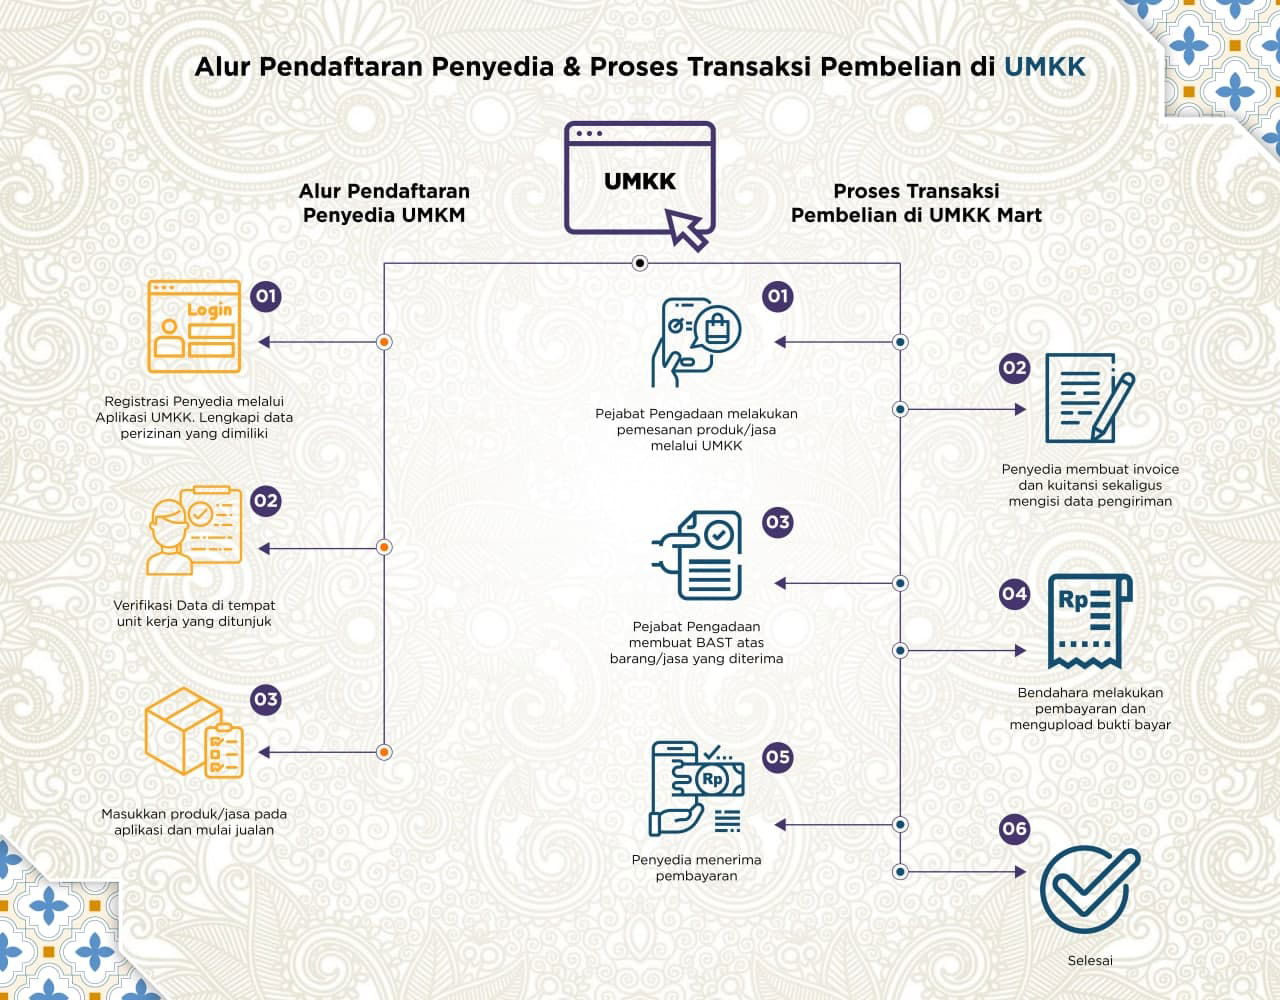 Alur Pendaftaran Penyedia & Proses Transaksi Pembelian di UMKK
UMKK
Alur Pendaftaran
Penyedia UMKM
Login
01
Registrasi Penyedia melalui
Aplikasi UMKK. Lengkapi data
perizinan yang dimiliki
02
Verifikasi Data di tempat
unit kerja yang ditunjuk
03
Masukkan produk/jasa pada
aplikasi dan mulai jualan
Proses Transaksi
Pembelian di UMKK Mart
01
Pejabat Pengadaan melakukan
pemesanan produk/jasa
melalui UMKK
02
Penyedia membuat invoice
dan kuitansi sekaligus
mengisi data pengiriman
03
Pejabat Pengadaan
membuat BAST atas
barang/jasa yang diterima
04
Rp
Bendahara melakukan
pembayaran dan
mengupload bukti bayar
05
Rp
Penyedia menerima
pembayaran
06
Selesai